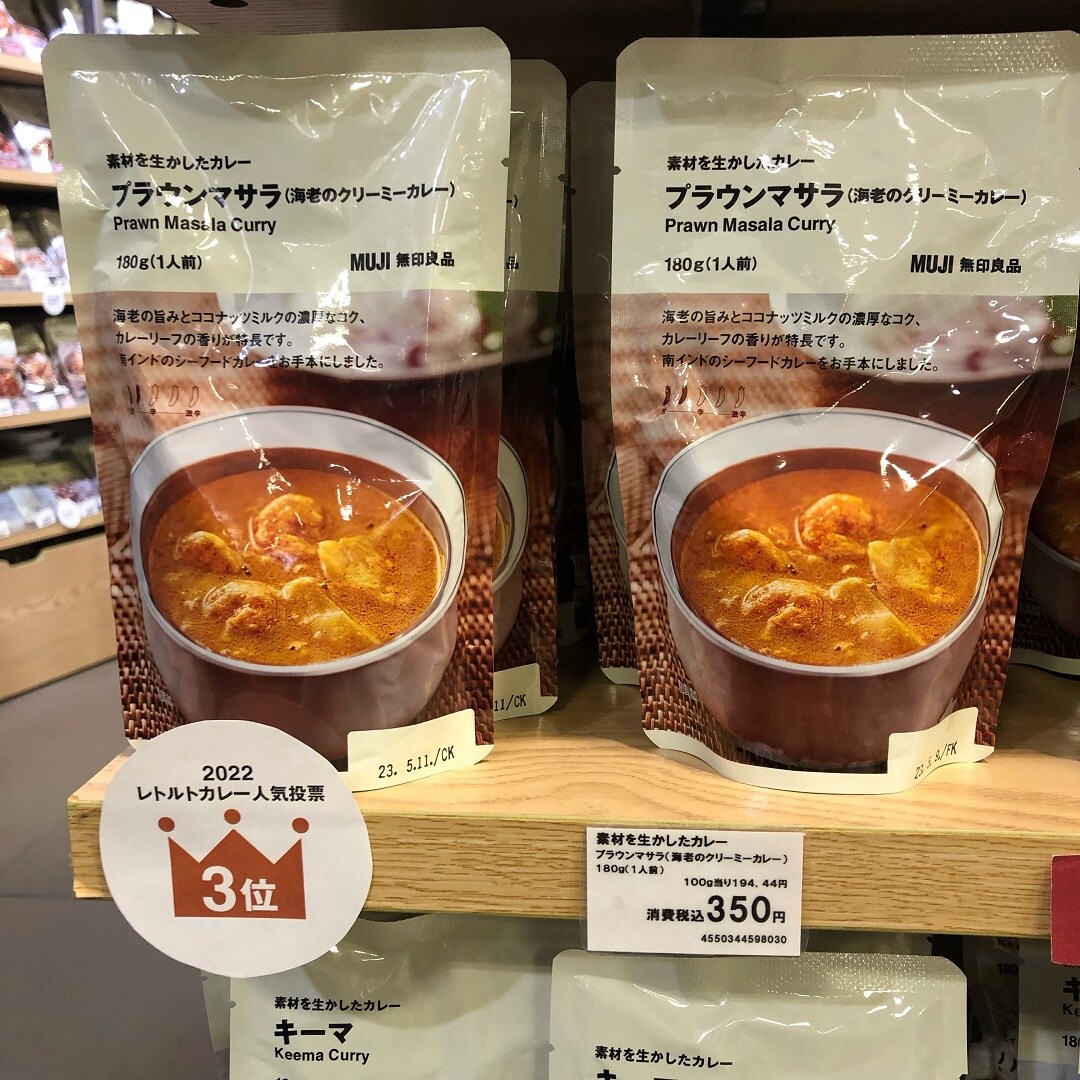 素材を生かしたカレー
プラウンマサラ(海老のクリーミーカレー)
Prawn Masala Curry
180g(1人前)
MUJI 無印良品
海老の旨みとココナッツミルクの濃厚なコク、
カレーリーフの香りが特長です。
南インドのシーフードカレーをお手本にしました。
辛 激辛
23. 5.11./CK
11/CK
素材を生かしたカレー
プラウンマサラ(海老のクリーミーカレー)
Prawn Masala Curry
180g(1人前)
MUJI 無印良品
海老の旨みとココナッツミルクの濃厚なコク、
カレーリーフの香りが特長です。
南インドのシーフードカレーをお手本にしました。
辛 激辛
23. 5. 9./FK
2022
レトルトカレー人気投票
3位
素材を生かしたカレー
プラウンマサラ(海老のクリーミーカレー)
180g(1人前)
100g当り194.44円
消費税込350円
4550344598030
素材を生かしたカレー
キーマ
Keema Curry
素材を生かしたカレー